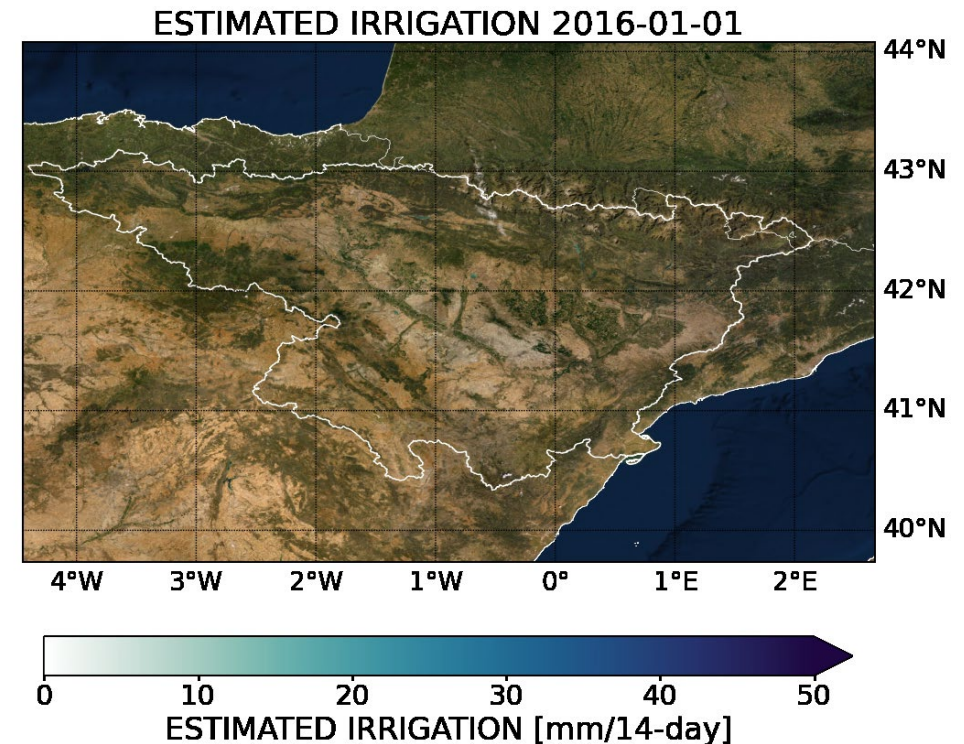 ESTIMATED IRRIGATION 2016-01-01
44°N
43°N
42°N
41°N
40°N
4°W 3°W 2°W 1°W 0° 1°E 2°E
0 10 20 30 40 50
ESTIMATED IRRIGATION [mm/14-day]